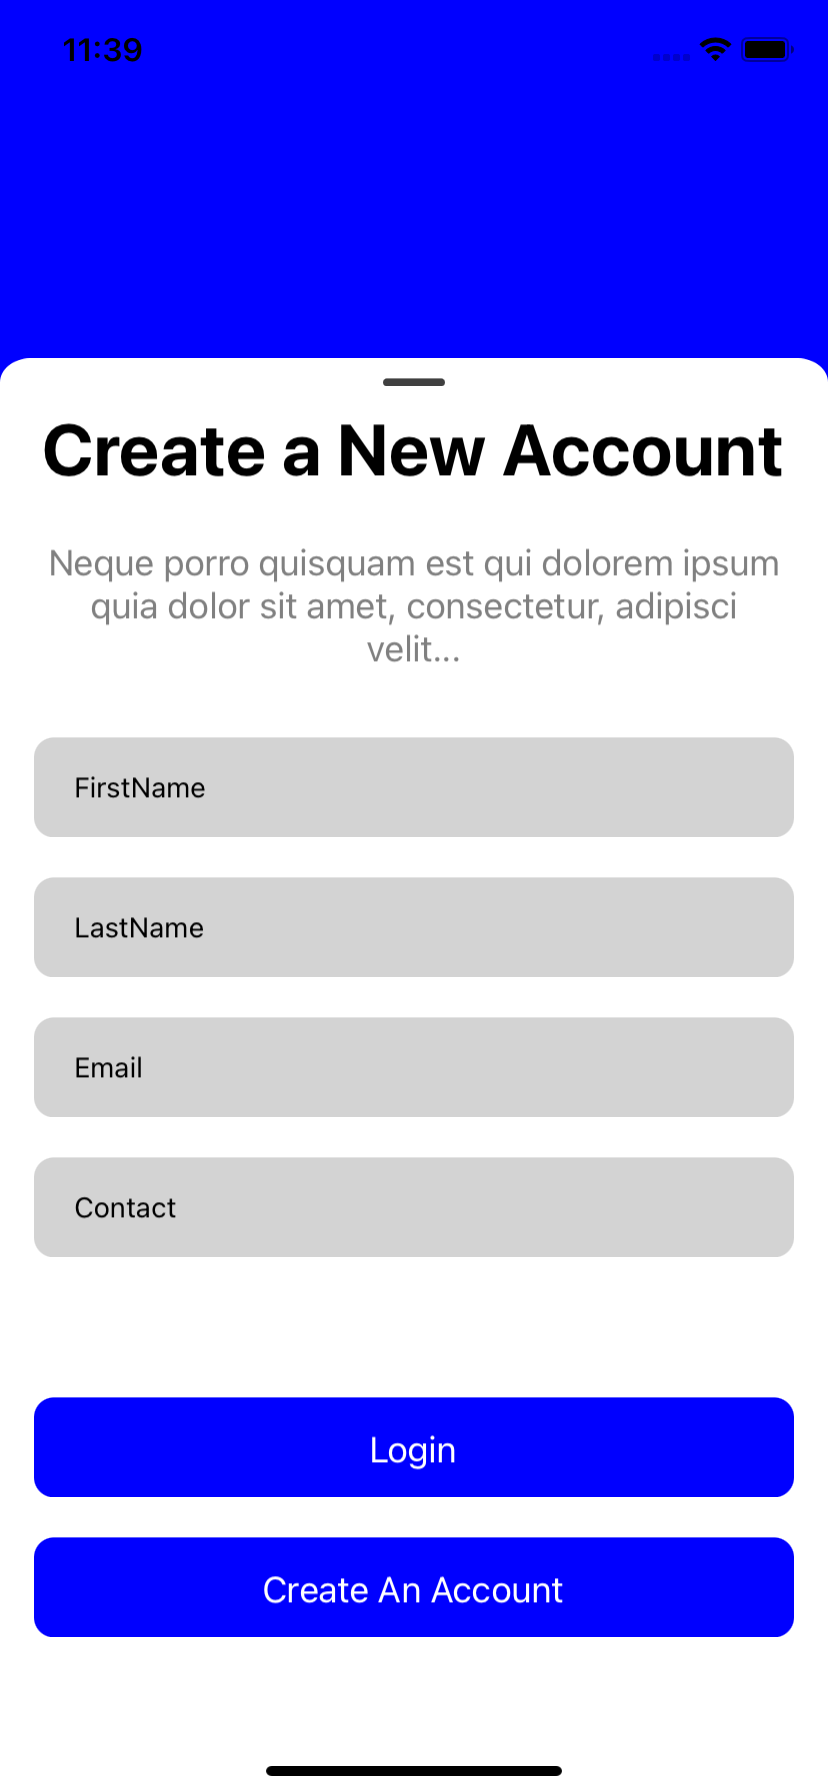 11:39
Create a New Account
Neque porro quisquam est qui dolorem ipsum
quia dolor sit amet, consectetur, adipisci
velit...
FirstName
LastName
Email
Contact
Login
Create An Account